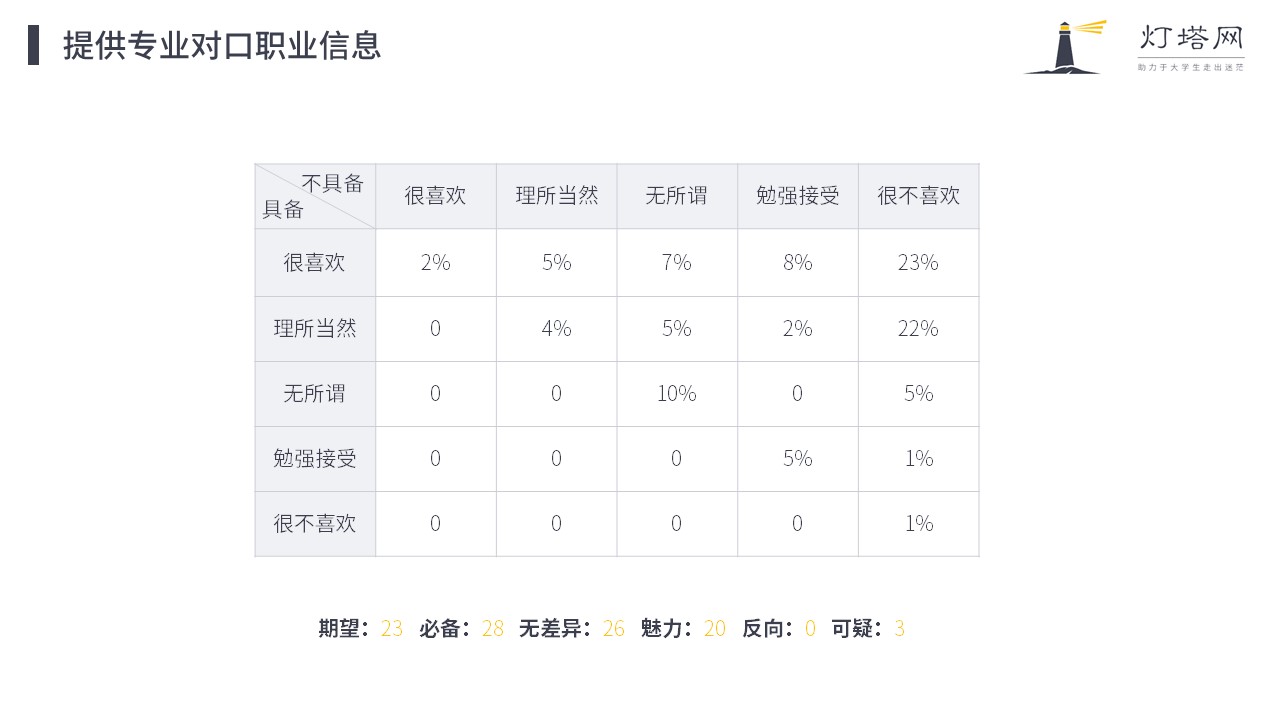 提供专业对口职业信息
灯塔网
助力于大学生走出迷茫
不具备
具备
很喜欢 理所当然 无所谓 勉强接受 很不喜欢
很喜欢 2% 5% 7% 8% 23%
理所当然 0 4% 5% 2% 22%
无所谓 0 0 10% 0 5%
勉强接受 0 0 0 5% 1%
很不喜欢 0 0 0 0 1%
期望：23 必备：28 无差异：26 魅力：20 反向：0 可疑：3